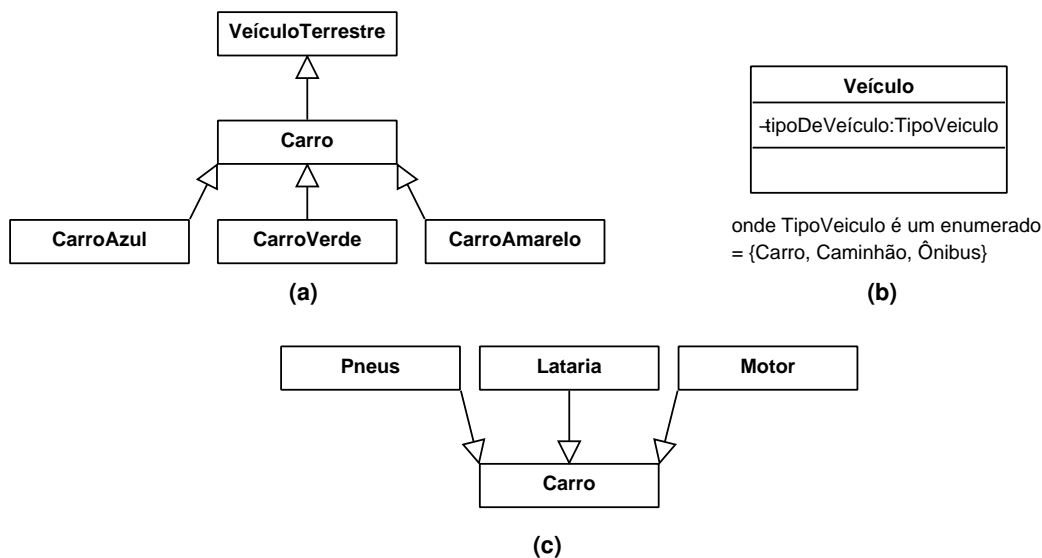 VeículoTerrestre
Carro
CarroAzul CarroVerde CarroAmarelo
(a)
Veículo
-tipoDeVeículo:TipoVeiculo
onde TipoVeiculo é um enumerado
= {Carro, Caminhão, Ônibus}
(b)
Pneus Lataria Motor
Carro
(c)